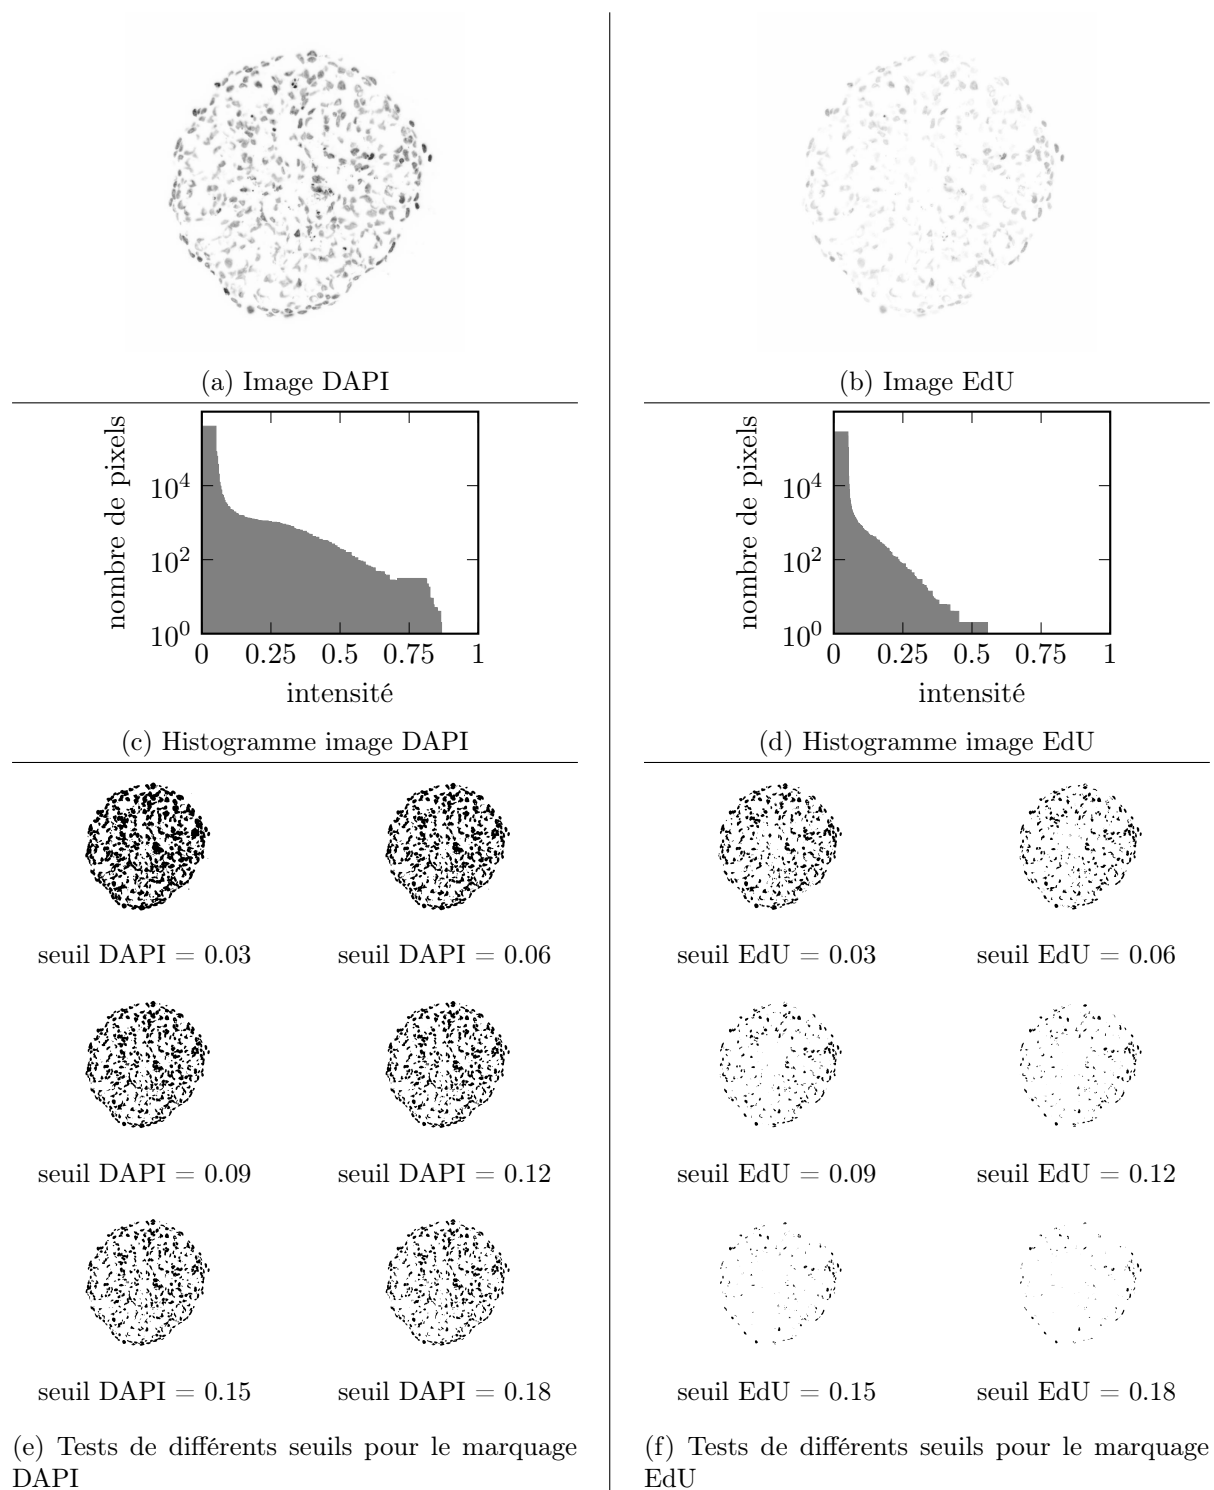 (a) Image DAPI
(b) Image EdU
nombre de pixels
10^4
10^2
10^0
0 0.25 0.5 0.75 1
intensité
(c) Histogramme image DAPI
nombre de pixels
10^4
10^2
10^0
0 0.25 0.5 0.75 1
intensité
(d) Histogramme image EdU
seuil DAPI = 0.03
seuil DAPI = 0.06
seuil DAPI = 0.09
seuil DAPI = 0.12
seuil DAPI = 0.15
seuil DAPI = 0.18
(e) Tests de différents seuils pour le marquage
DAPI
seuil EdU = 0.03
seuil EdU = 0.06
seuil EdU = 0.09
seuil EdU = 0.12
seuil EdU = 0.15
seuil EdU = 0.18
(f) Tests de différents seuils pour le marquage
EdU